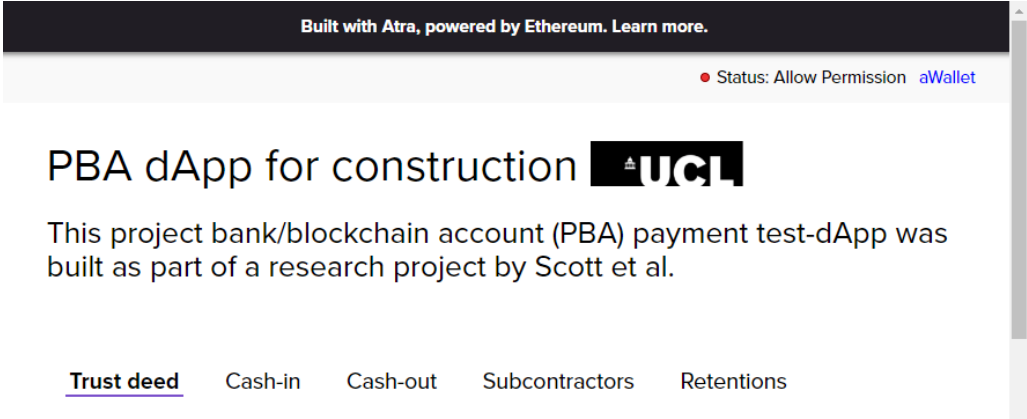 Built with Atra, powered by Ethereum. Learn more.
Status: Allow Permission aWallet
PBA dApp for construction UCL
This project bank/blockchain account (PBA) payment test-dApp was
built as part of a research project by Scott et al.
Trust deed Cash-in Cash-out Subcontractors Retentions